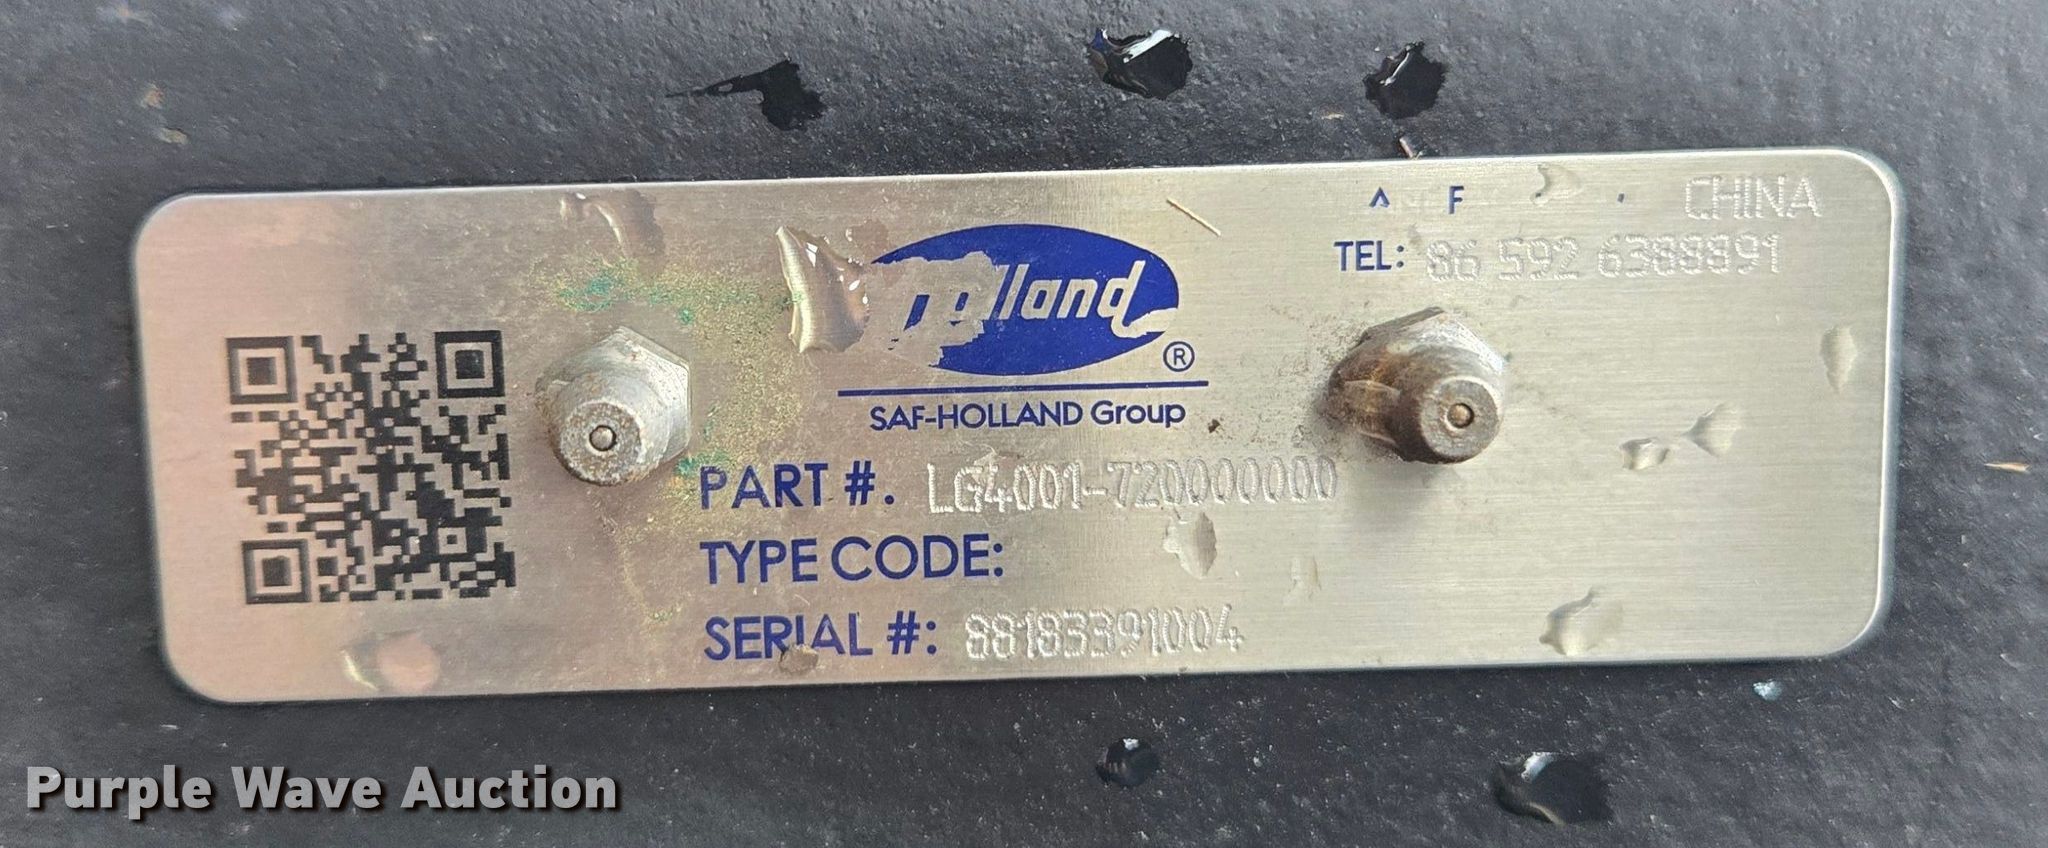 CHINA
TEL: 86 592 6388891
Holland
®
SAF-HOLLAND Group
PART #. LG4001-720000000
TYPE CODE:
SERIAL #: 88183391004
Purple Wave Auction